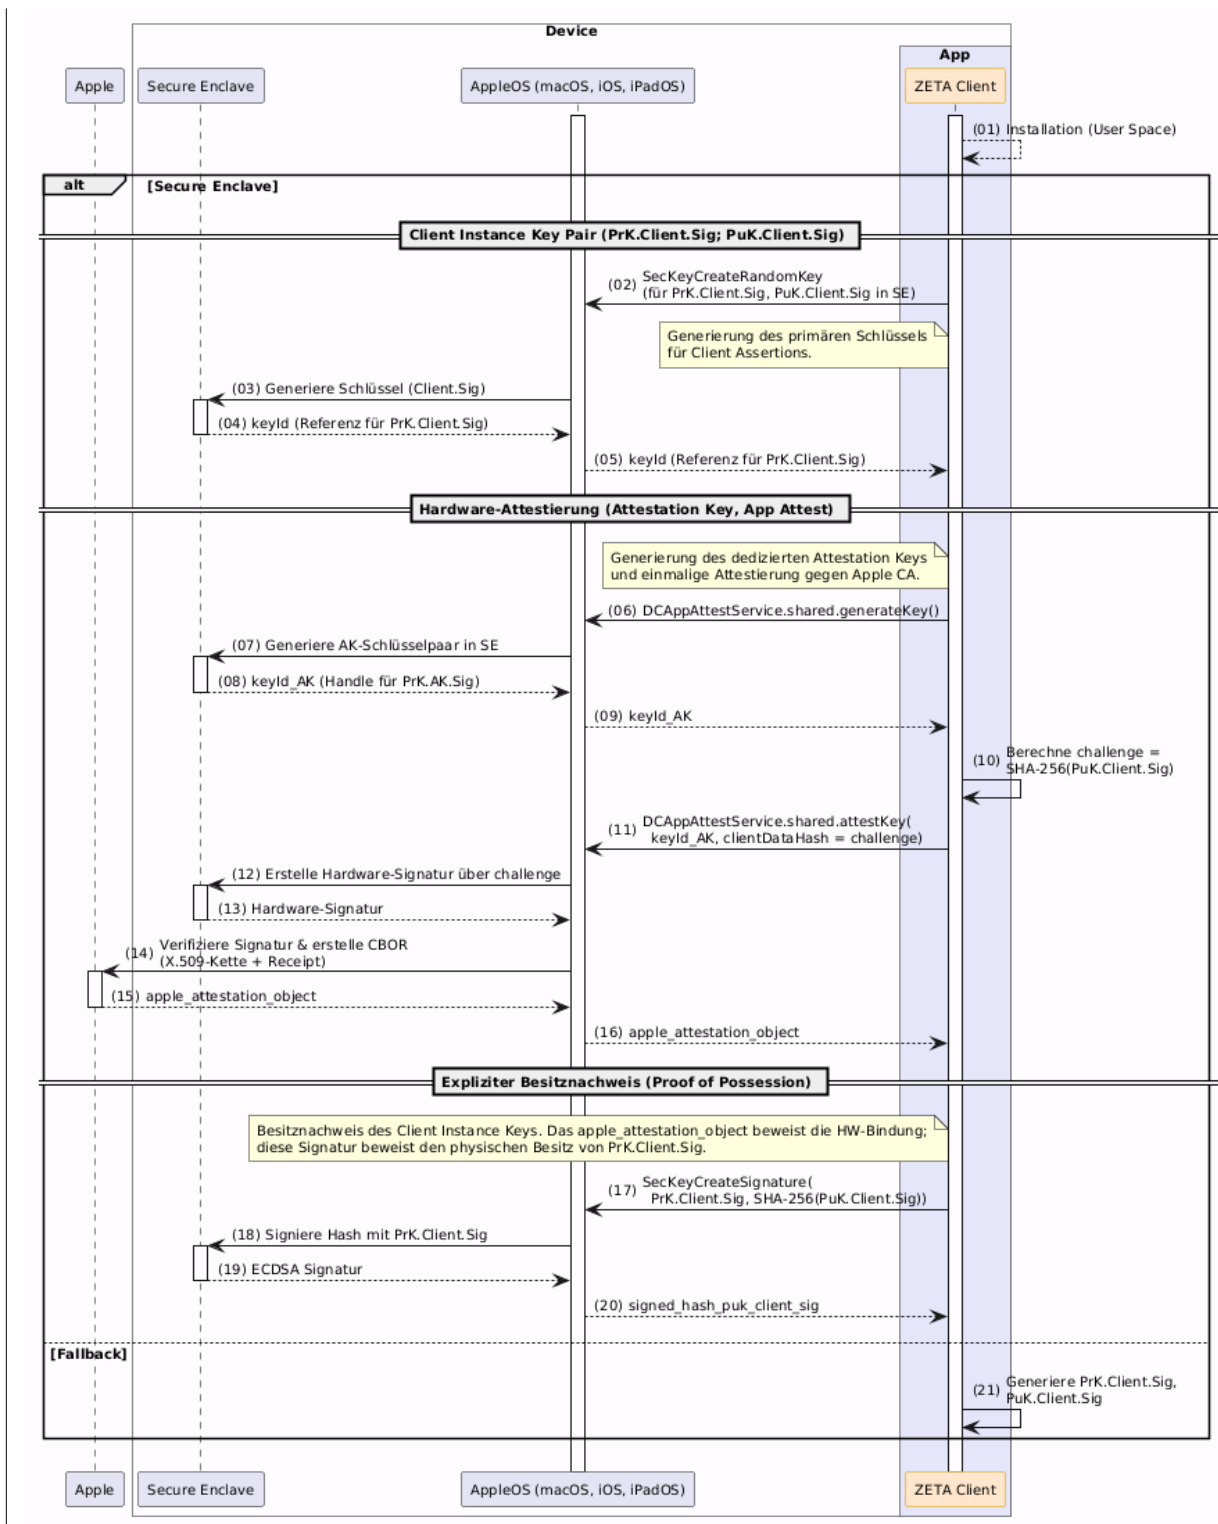 Device
App
Apple
Secure Enclave
AppleOS (macOS, iOS, iPadOS)
ZETA Client
(01) Installation (User Space)
alt
[Secure Enclave]
Client Instance Key Pair (PrK.Client.Sig; PuK.Client.Sig)
(02) SecKeyCreateRandomKey
(für PrK.Client.Sig, PuK.Client.Sig in SE)
Generierung des primären Schlüssels
für Client Assertions.
(03) Generiere Schlüssel (Client.Sig)
(04) keyId (Referenz für PrK.Client.Sig)
(05) keyId (Referenz für PrK.Client.Sig)
Hardware-Attestierung (Attestation Key, App Attest)
Generierung des dedizierten Attestation Keys
und einmalige Attestierung gegen Apple CA.
(06) DCAppAttestService.shared.generateKey()
(07) Generiere AK-Schlüsselpaar in SE
(08) keyId_AK (Handle für PrK.AK.Sig)
(09) keyId_AK
(10) Berechne challenge =
SHA-256(PuK.Client.Sig)
(11) DCAppAttestService.shared.attestKey(
keyId_AK, clientDataHash = challenge)
(12) Erstelle Hardware-Signatur über challenge
(13) Hardware-Signatur
(14) Verifiziere Signatur & erstelle CBOR
(X.509-Kette + Receipt)
(15) apple_attestation_object
(16) apple_attestation_object
Expliziter Besitznachweis (Proof of Possession)
Besitznachweis des Client Instance Keys. Das apple_attestation_object beweist die HW-Bindung;
diese Signatur beweist den physischen Besitz von PrK.Client.Sig.
(17) SecKeyCreateSignature(
PrK.Client.Sig, SHA-256(PuK.Client.Sig))
(18) Signiere Hash mit PrK.Client.Sig
(19) ECDSA Signatur
(20) signed_hash_puk_client_sig
[Fallback]
(21) Generiere PrK.Client.Sig,
PuK.Client.Sig
Apple
Secure Enclave
AppleOS (macOS, iOS, iPadOS)
ZETA Client